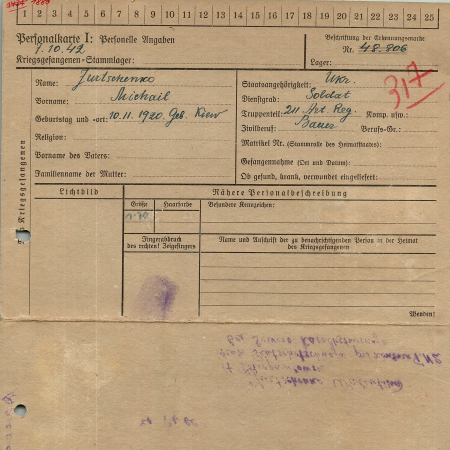 1 2 3 4 5 6 7 8 9 10 11 12 13 14 15 16 17 18 19 20 21 22 23 24 25
Personalkarte I: Personelle Angaben
1.10.42
Kriegsgefangenen-Stammlager:
Beschriftung der Erkennungsmarke
Nr. 48.806
Lager:
317
Des Kriegsgefangenen
Name: Jurtschenko
Vorname: Michail
Geburtstag und -ort: 10.11.1920 Geb. Kiew
Religion:
Vorname des Vaters:
Familienname der Mutter:
Staatsangehörigkeit: Ukr.
Dienstgrad: Soldat
Truppenteil: 211 Art. Reg. Komp. usw.
Zivilberuf: Bauer Berufs-Gr.
Matrikel Nr. (Stammrolle des Heimatstaates):
Gefangennahme (Ort und Datum):
Ob gesund, krank, verwundet eingeliefert:
Lichtbild
Nähere Personalbeschreibung
Größe Haarfarbe Besondere Kennzeichen:
1.70
Fingerabdruck
des rechten! Zeigefingers
Name und Anschrift der zu benachrichtigenden Person in der Heimat
des Kriegsgefangenen
Wenden!